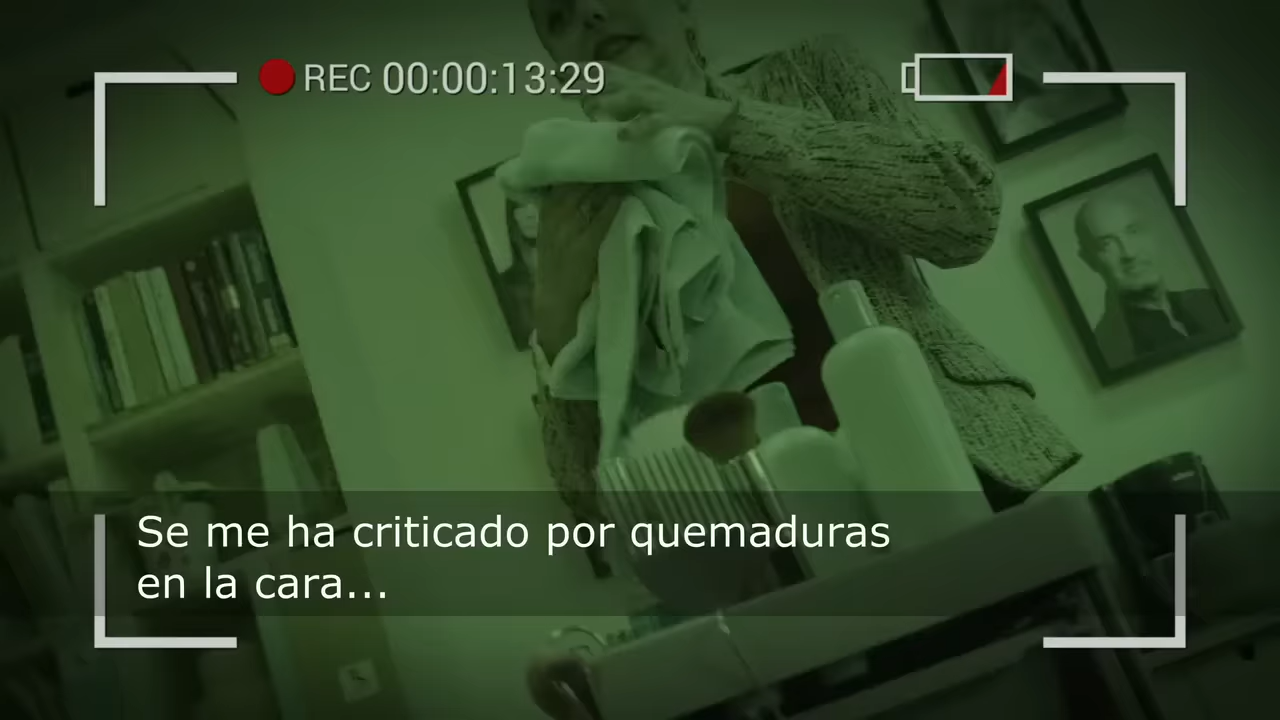 REC 00:00:13:29
Se me ha criticado por quemaduras
en la cara...